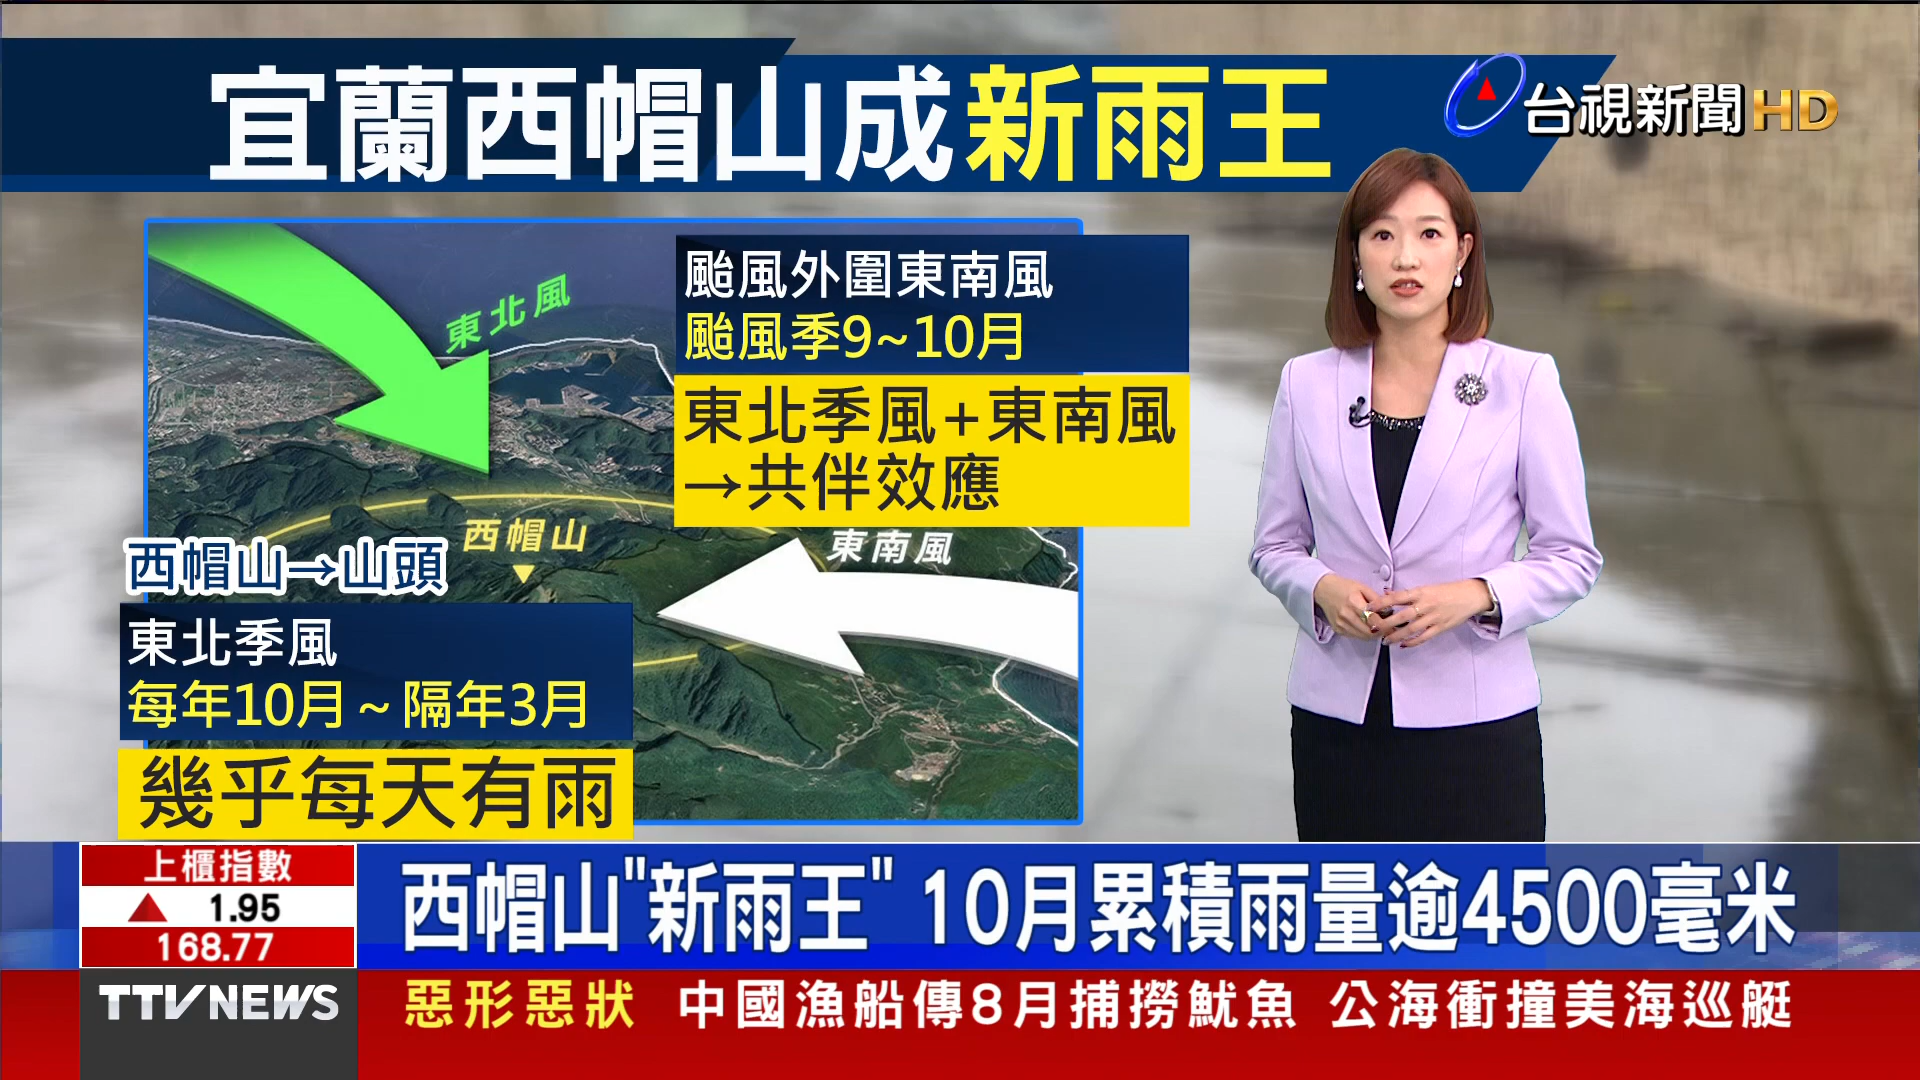 宜蘭西帽山成新雨王
台視新聞HD
颱風外圍東南風
颱風季9~10月
東北季風+東南風
→共伴效應
東北風
西帽山
東南風
西帽山→山頭
東北季風
每年10月~隔年3月
幾乎每天有雨
上櫃指數
▲ 1.95
168.77
西帽山"新雨王" 10月累積雨量逾4500毫米
TTV NEWS
惡形惡狀 中國漁船傳8月捕撈魷魚 公海衝撞美海巡艇